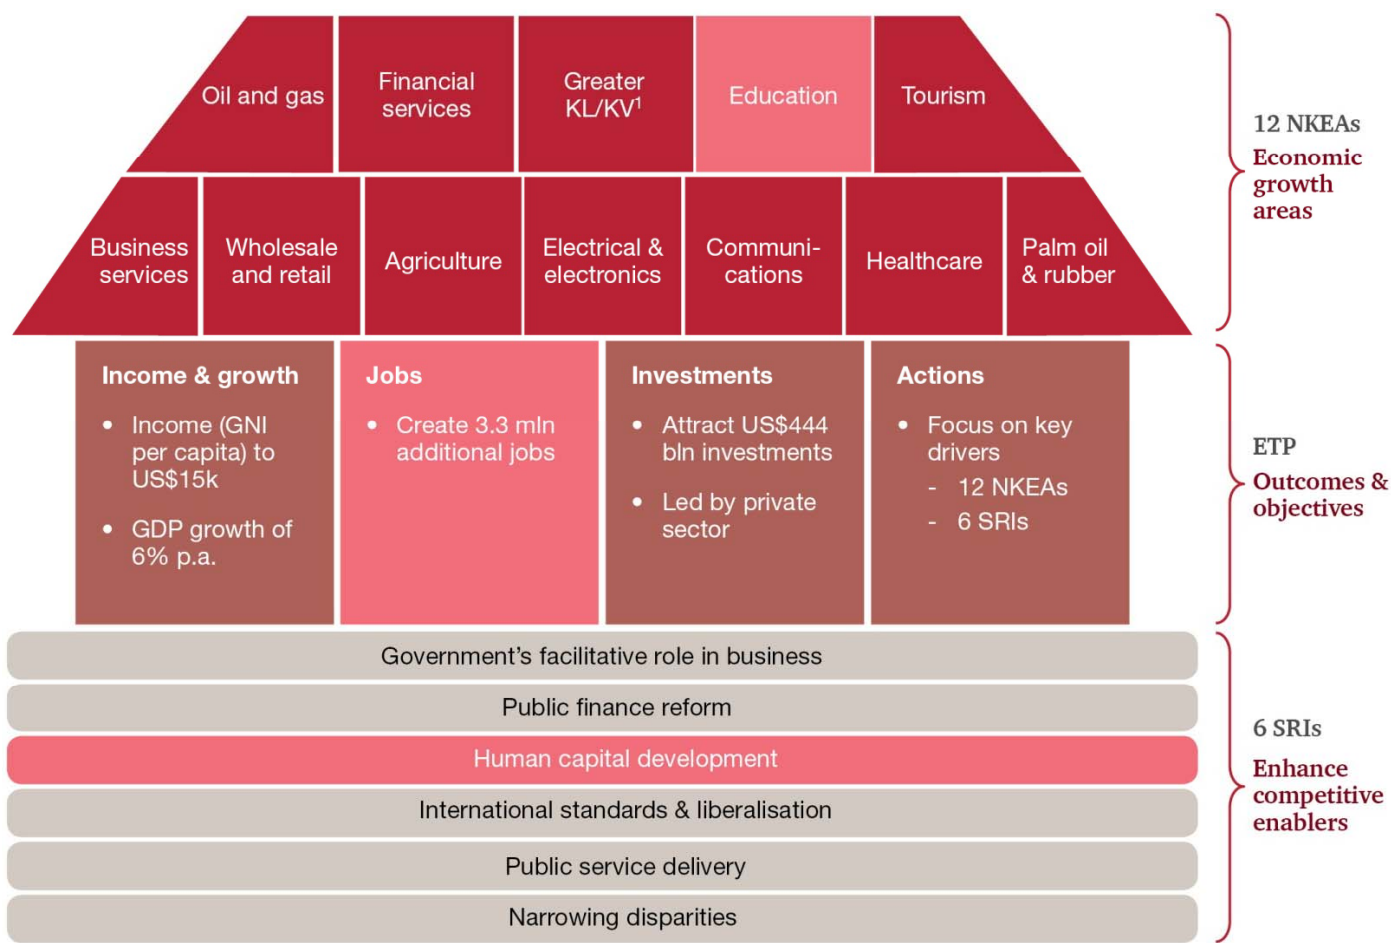 Oil and gas
Financial
services
Greater
KL/KV¹
Education
Tourism
12 NKEAs
Economic
growth
areas
Business
services
Wholesale
and retail
Agriculture
Electrical &
electronics
Communi-
cations
Healthcare
Palm oil
& rubber
Income & growth
• Income (GNI
per capita) to
US$15k
• GDP growth of
6% p.a.
Jobs
• Create 3.3 mln
additional jobs
Investments
• Attract US$444
bln investments
• Led by private
sector
Actions
• Focus on key
drivers
- 12 NKEAs
- 6 SRIs
ETP
Outcomes &
objectives
Government’s facilitative role in business
Public finance reform
Human capital development
International standards & liberalisation
Public service delivery
Narrowing disparities
6 SRIs
Enhance
competitive
enablers